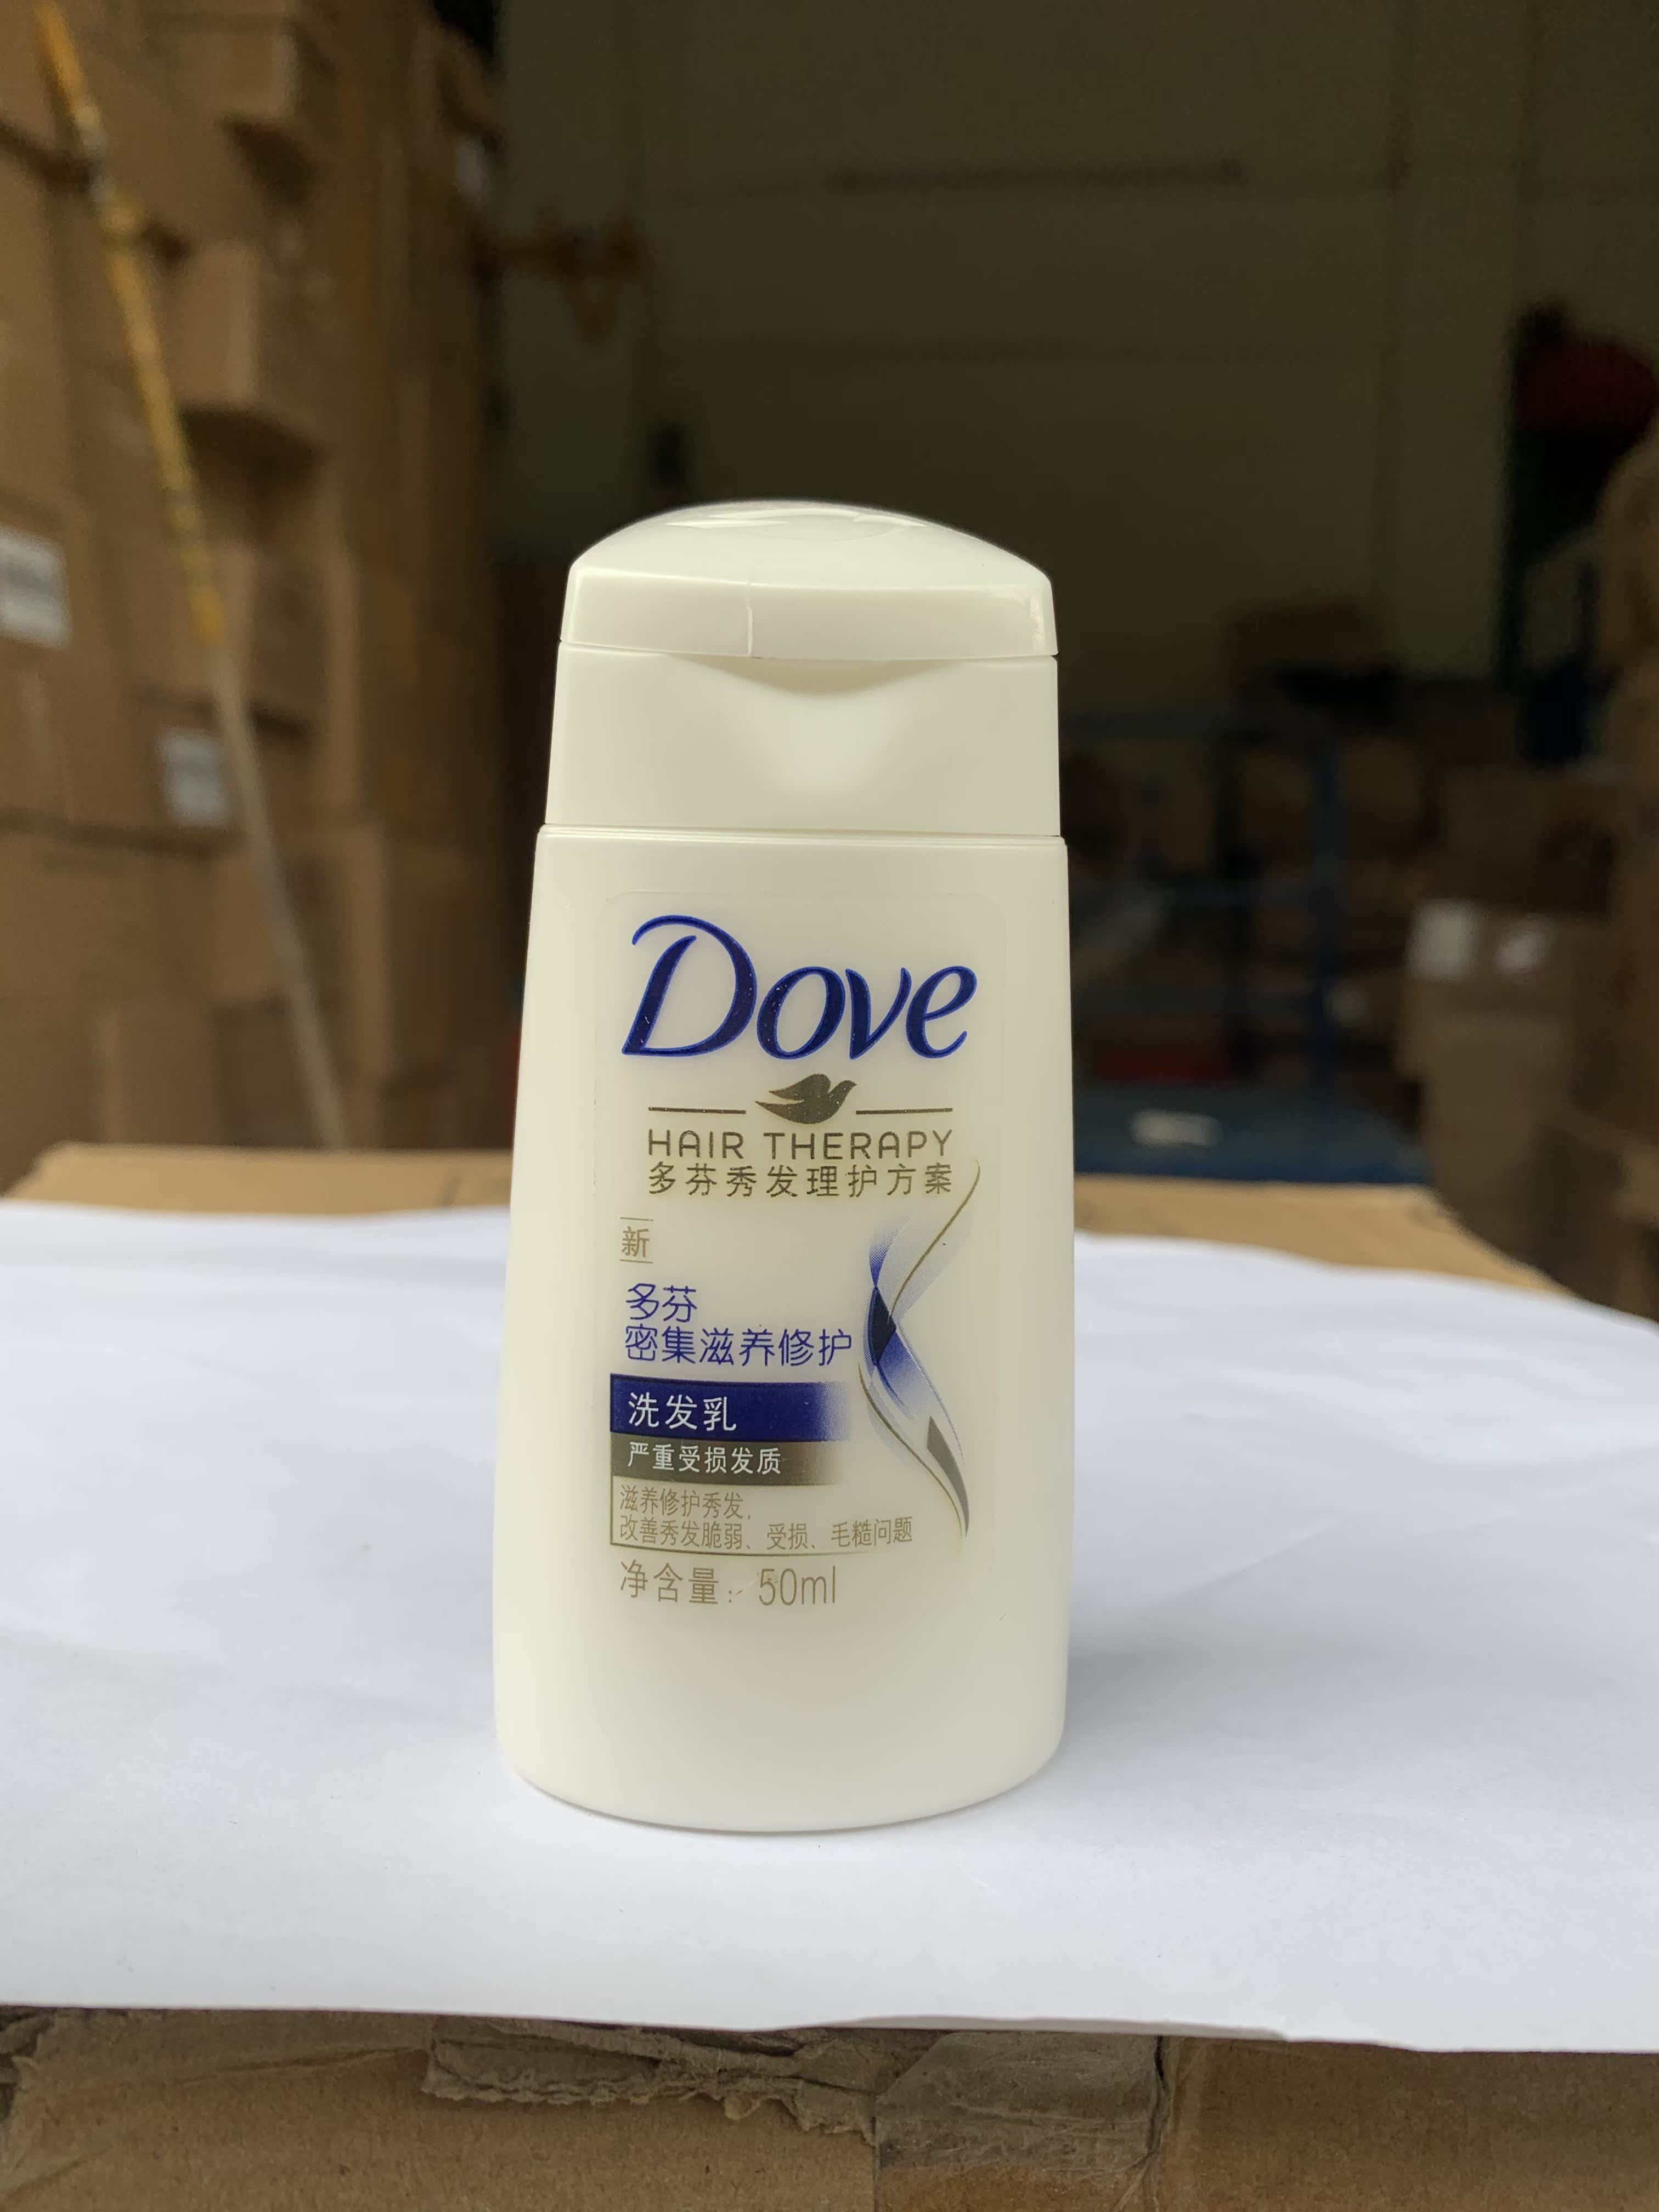 Dove
HAIR THERAPY
多芬秀发理护方案
新
多芬
密集滋养修护
洗发乳
严重受损发质
滋养修护秀发,
改善秀发脆弱、受损、毛糙问题
净含量: 50ml